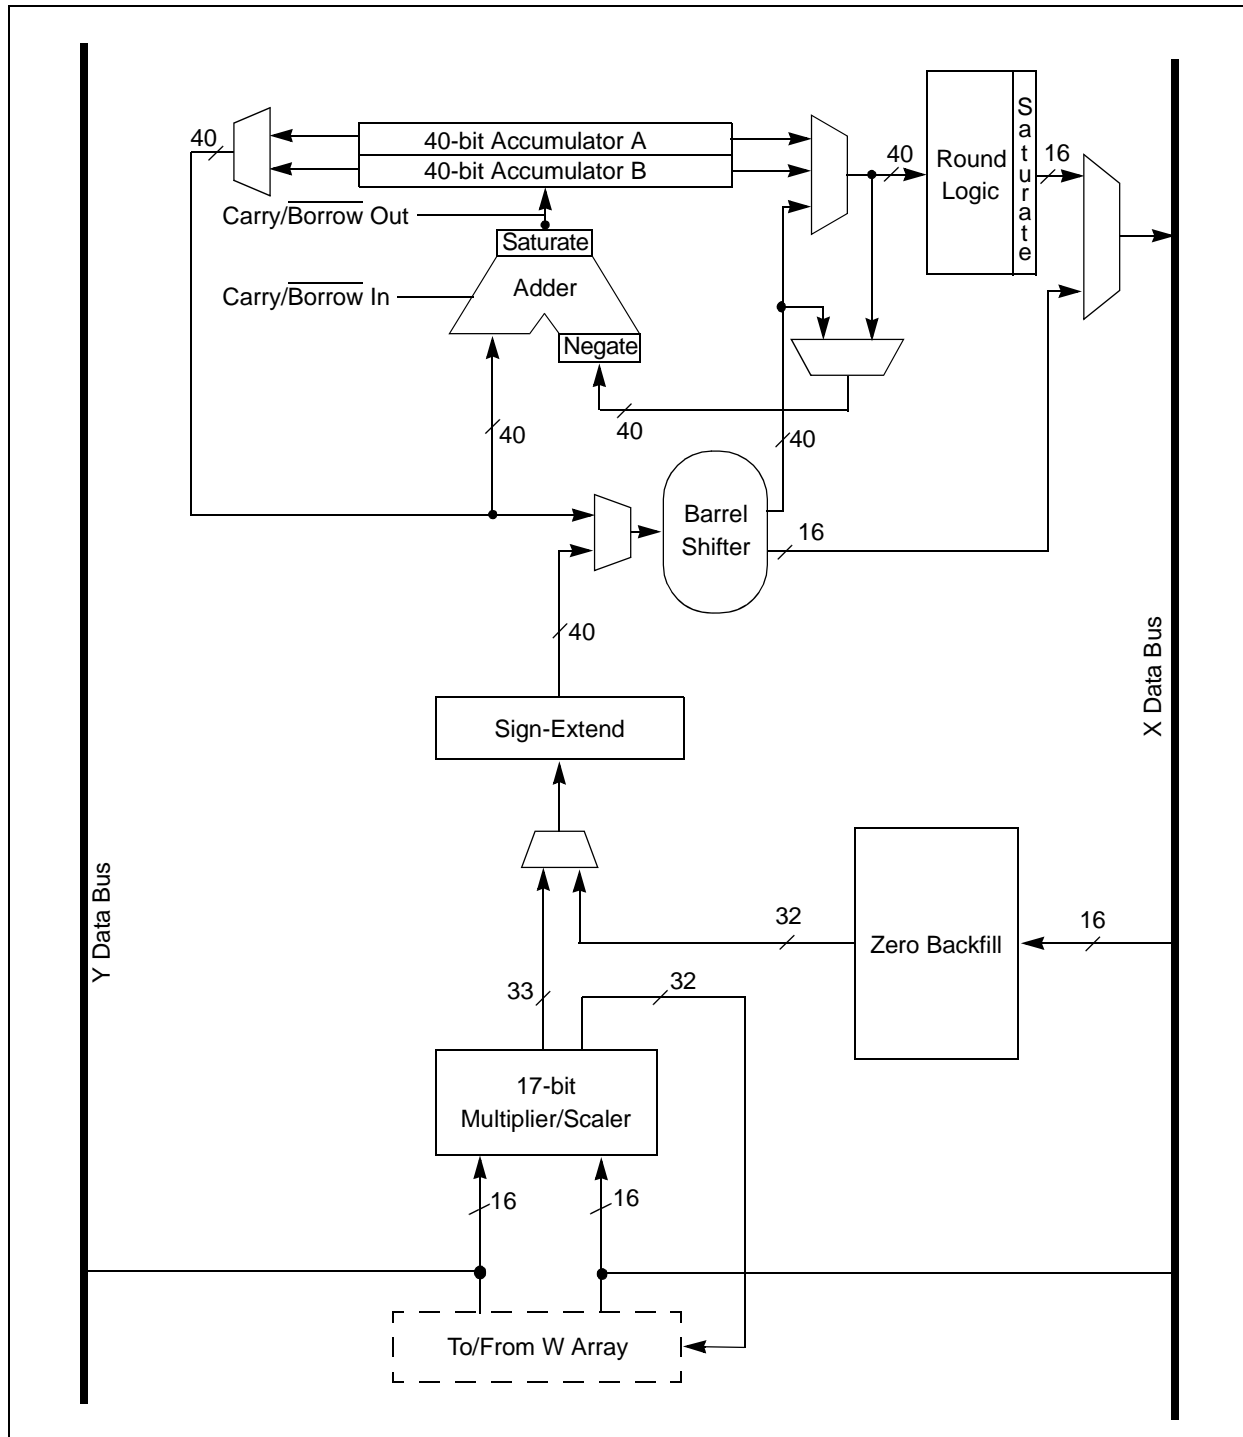 40
40-bit Accumulator A
40-bit Accumulator B
Carry/Borrow Out
Saturate
Carry/Borrow In
Adder
Negate
40
Round
Logic
Saturate
16
40
40
40
Barrel
Shifter
16
40
Sign-Extend
Y Data Bus
X Data Bus
32
Zero Backfill
16
33
32
17-bit
Multiplier/Scaler
16
16
To/From W Array